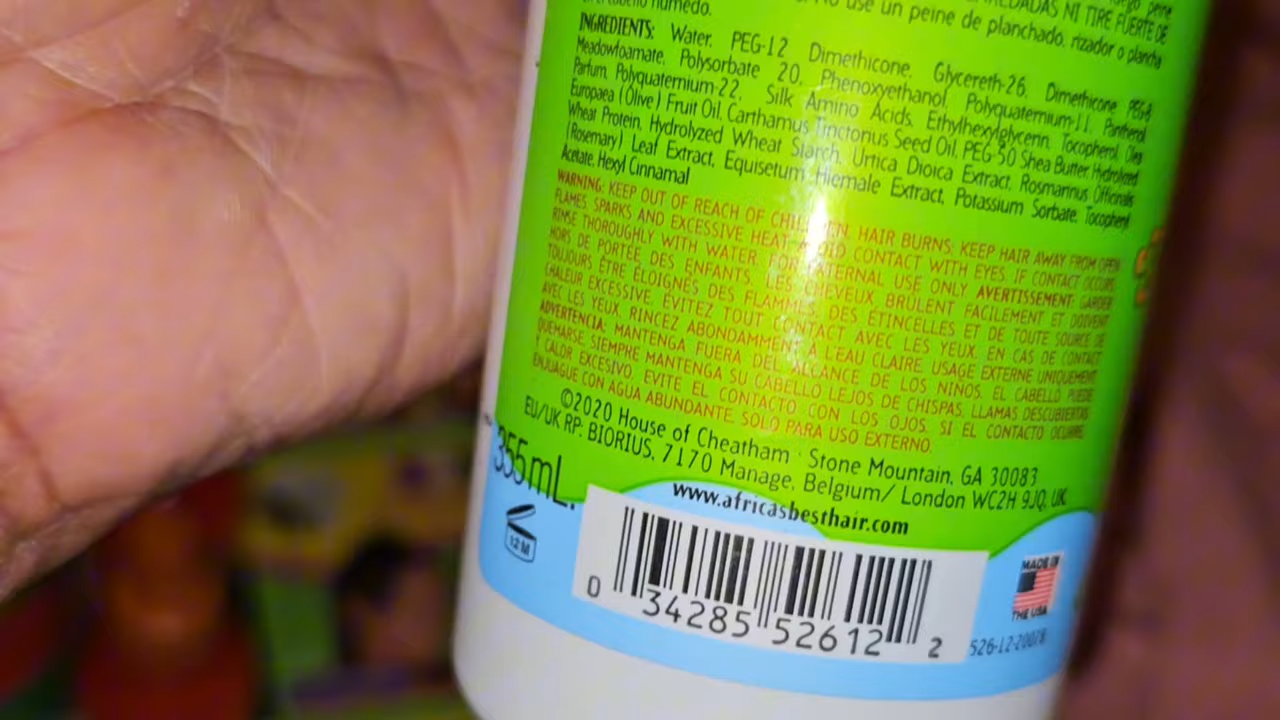 en el cabello húmedo.
No use un peine de planchado, rizador o plancha
INGREDIENTS: Water, PEG-12 Dimethicone, Glycereth-26, Dimethicone PEG-8
Meadowfoamate, Polysorbate 20, Phenoxyethanol, Polyquaternium-11, Panthenol
Parfum, Polyquaternium-22, Silk Amino Acids, Ethylhexylglycerin, Tocopherol, Olea
Europaea (Olive) Fruit Oil, Carthamus Tinctorius Seed Oil, PEG-50 Shea Butter, Hydrolyzed
Wheat Protein, Hydrolyzed Wheat Starch, Urtica Dioica Extract, Rosmarinus Officinalis
(Rosemary) Leaf Extract, Equisetum Hiemale Extract, Potassium Sorbate, Tocopheryl
Acetate, Hexyl Cinnamal
WARNING: KEEP OUT OF REACH OF CHILDREN. HAIR BURNS: KEEP HAIR AWAY FROM OPEN
FLAMES SPARKS AND EXCESSIVE HEAT. AVOID CONTACT WITH EYES. IF CONTACT OCCURS,
RINSE THOROUGHLY WITH WATER. FOR EXTERNAL USE ONLY AVERTISSEMENT: GARDER
HORS DE PORTÉE DES ENFANTS. LES CHEVEUX BRÛLENT FACILEMENT ET DOIVENT
TOUJOURS ÊTRE ÉLOIGNÉS DES FLAMMES, DES ÉTINCELLES ET DE TOUTE SOURCE DE
CHALEUR EXCESSIVE. ÉVITEZ TOUT CONTACT AVEC LES YEUX. EN CAS DE CONTACT
AVEC LES YEUX, RINCEZ ABONDAMMENT À L'EAU CLAIRE. USAGE EXTERNE UNIQUEMENT
ADVERTENCIA: MANTENGA FUERA DEL ALCANCE DE LOS NIÑOS. EL CABELLO PUEDE
QUEMARSE. SIEMPRE MANTENGA SU CABELLO LEJOS DE CHISPAS, LLAMAS DESCUBIERTAS
Y CALOR EXCESIVO. EVITE EL CONTACTO CON LOS OJOS. SI EL CONTACTO OCURRE,
ENJUAGUE CON AGUA ABUNDANTE. SOLO PARA USO EXTERNO.
©2020 House of Cheatham · Stone Mountain, GA 30083
EU/UK RP: BIORIUS, 7170 Manage, Belgium/ London WC2H 9JQ, UK
355mL
www.africasbesthair.com
12 M
0 34285 52612 2
MADE IN
THE USA
526-12-20078